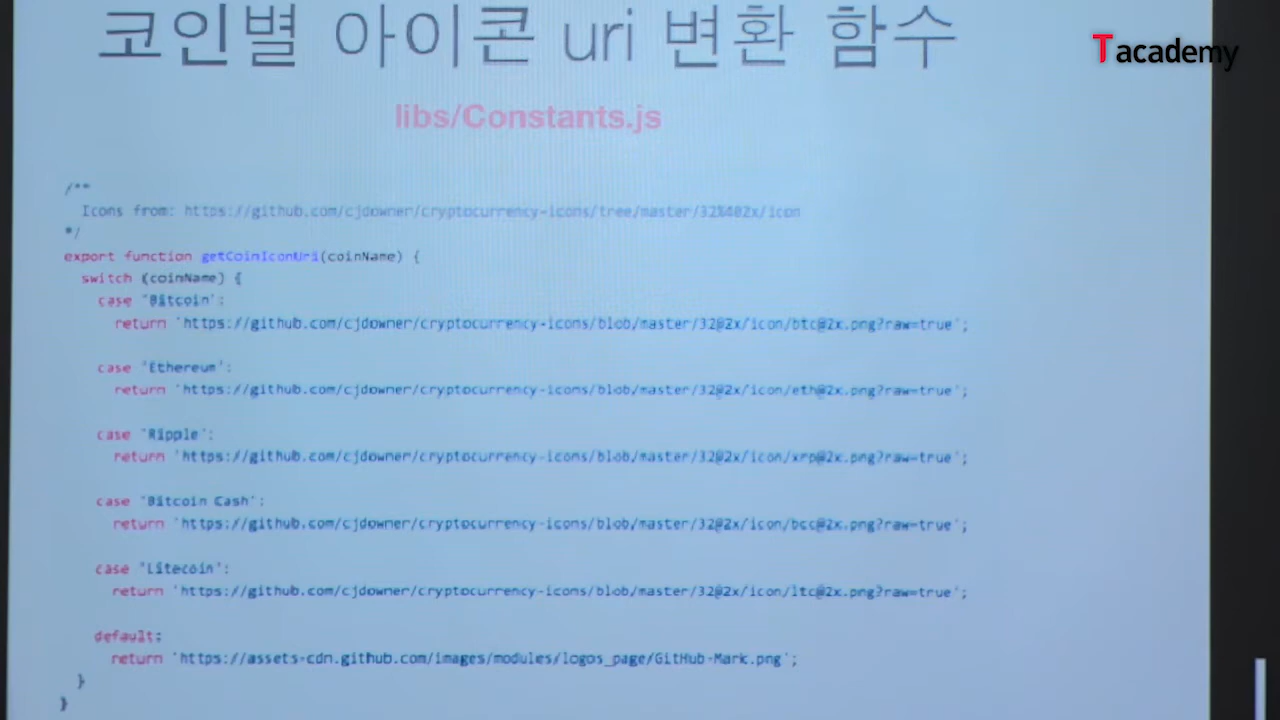 코인별 아이콘 uri 변환 함수
Tacademy
libs/Constants.js
/**
Icons from: https://github.com/cjdowner/cryptocurrency-icons/tree/master/32%402x/icon
*/
export function getCoinIconUri(coinName) {
switch (coinName) {
case 'Bitcoin':
return 'https://github.com/cjdowner/cryptocurrency-icons/blob/master/32@2x/icon/btc@2x.png?raw=true';
case 'Ethereum':
return 'https://github.com/cjdowner/cryptocurrency-icons/blob/master/32@2x/icon/eth@2x.png?raw=true';
case 'Ripple':
return 'https://github.com/cjdowner/cryptocurrency-icons/blob/master/32@2x/icon/xrp@2x.png?raw=true';
case 'Bitcoin Cash':
return 'https://github.com/cjdowner/cryptocurrency-icons/blob/master/32@2x/icon/bcc@2x.png?raw=true';
case 'Litecoin':
return 'https://github.com/cjdowner/cryptocurrency-icons/blob/master/32@2x/icon/ltc@2x.png?raw=true';
default:
return 'https://assets-cdn.github.com/images/modules/logos_page/GitHub-Mark.png';
}
}